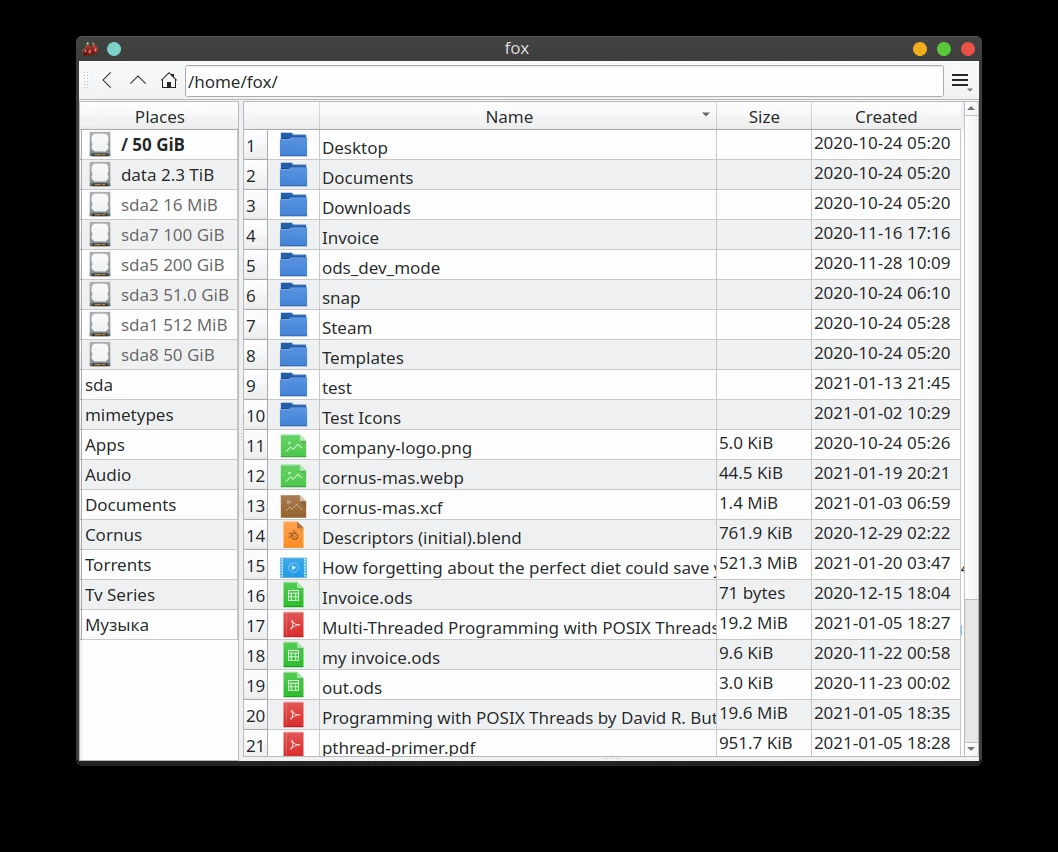 fox
/home/fox/
Places
/ 50 GiB
data 2.3 TiB
sda2 16 MiB
sda7 100 GiB
sda5 200 GiB
sda3 51.0 GiB
sda1 512 MiB
sda8 50 GiB
sda
mimetypes
Apps
Audio
Documents
Cornus
Torrents
Tv Series
Музыка
Name Size Created
1 Desktop 2020-10-24 05:20
2 Documents 2020-10-24 05:20
3 Downloads 2020-10-24 05:20
4 Invoice 2020-11-16 17:16
5 ods_dev_mode 2020-11-28 10:09
6 snap 2020-10-24 06:10
7 Steam 2020-10-24 05:28
8 Templates 2020-10-24 05:20
9 test 2021-01-13 21:45
10 Test Icons 2021-01-02 10:29
11 company-logo.png 5.0 KiB 2020-10-24 05:26
12 cornus-mas.webp 44.5 KiB 2021-01-19 20:21
13 cornus-mas.xcf 1.4 MiB 2021-01-03 06:59
14 Descriptors (initial).blend 761.9 KiB 2020-12-29 02:22
15 How forgetting about the perfect diet could save 521.3 MiB 2021-01-20 03:47
16 Invoice.ods 71 bytes 2020-12-15 18:04
17 Multi-Threaded Programming with POSIX Threads 19.2 MiB 2021-01-05 18:27
18 my invoice.ods 9.6 KiB 2020-11-22 00:58
19 out.ods 3.0 KiB 2020-11-23 00:02
20 Programming with POSIX Threads by David R. But 19.6 MiB 2021-01-05 18:35
21 pthread-primer.pdf 951.7 KiB 2021-01-05 18:28